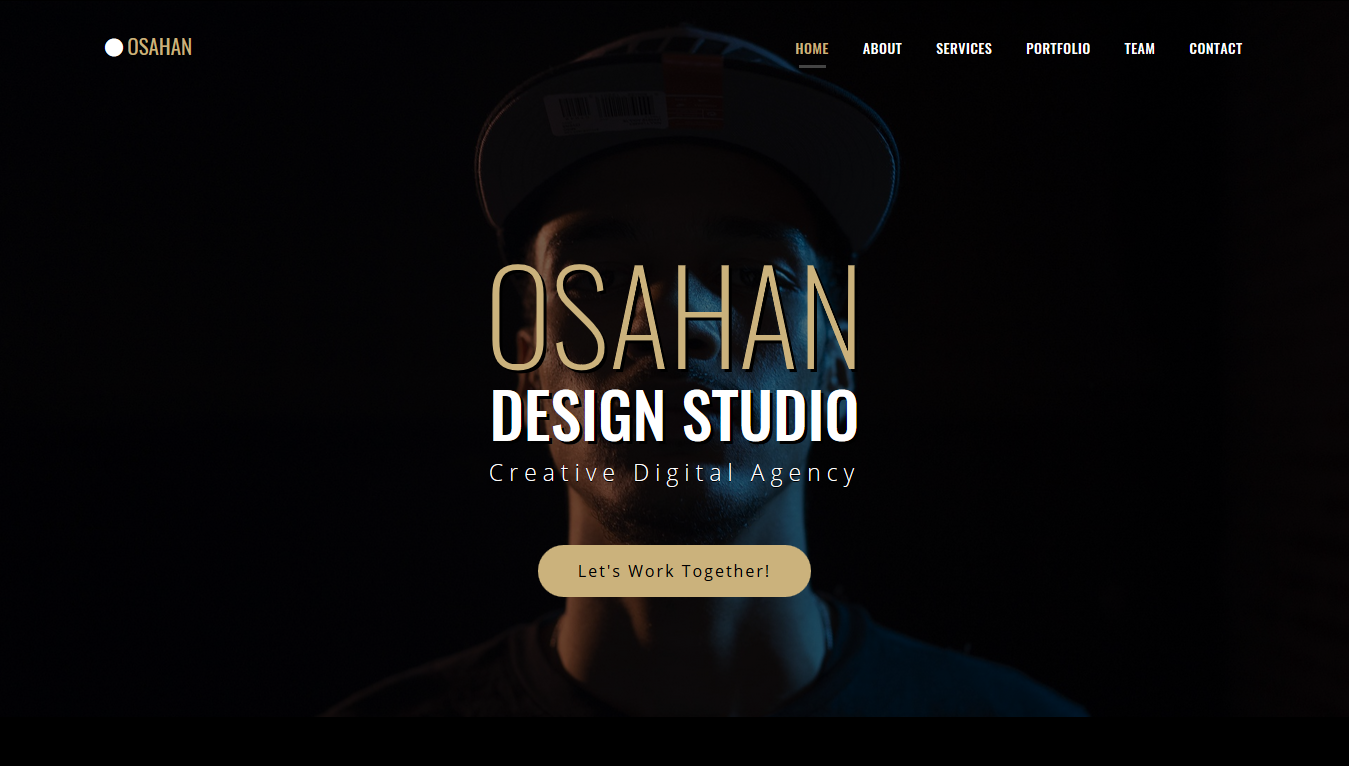 OSAHAN
HOME ABOUT SERVICES PORTFOLIO TEAM CONTACT
OSAHAN
DESIGN STUDIO
Creative Digital Agency
Let's Work Together!